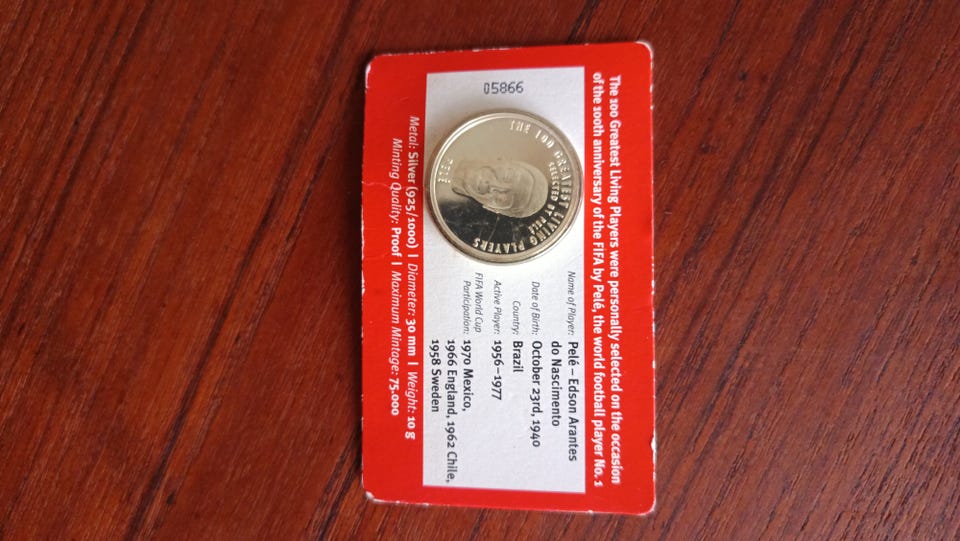 The 100 Greatest Living Players were personally selected on the occasion
of the 100th anniversary of the FIFA by Pelé, the world football player No. 1
05866
THE 100 GREATEST LIVING PLAYERS
SELECTED BY PELÉ
PELÉ
Name of Player: Pelé – Edson Arantes
do Nascimento
Date of Birth: October 23rd, 1940
Country: Brazil
Active Player: 1956–1977
FIFA World Cup
Participation: 1970 Mexico,
1966 England, 1962 Chile,
1958 Sweden
Metal: Silver (925/1000) I Diameter: 30 mm I Weight: 10 g
Minting Quality: Proof I Maximum Mintage: 75.000